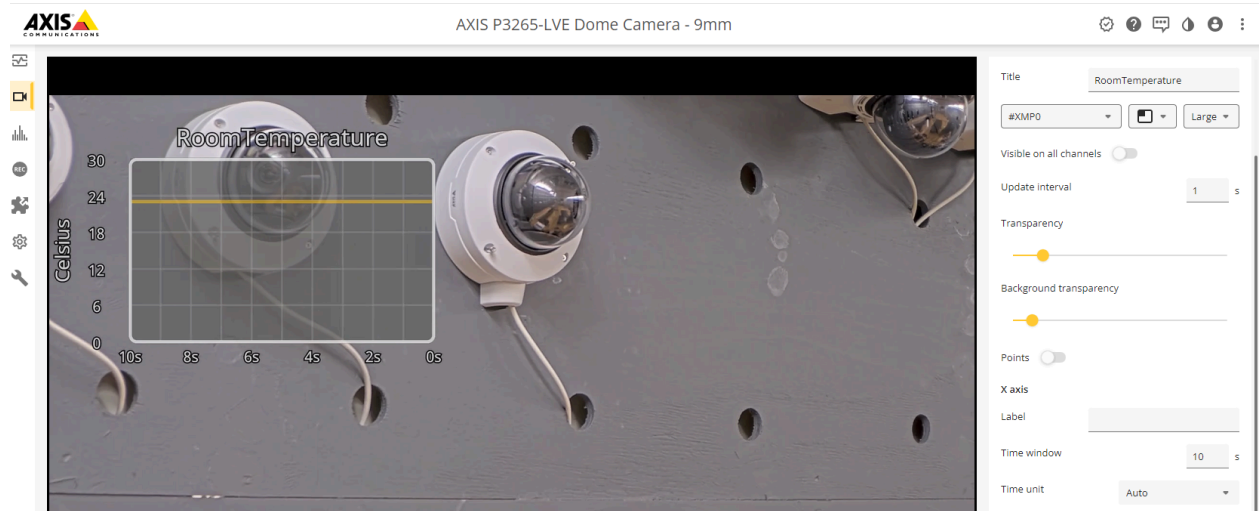 AXIS
COMMUNICATIONS
AXIS P3265-LVE Dome Camera - 9mm
REC
RoomTemperature
30
24
18
12
6
0
Celsius
10s 8s 6s 4s 2s 0s
Title RoomTemperature
#XMP0 Large
Visible on all channels
Update interval 1 s
Transparency
Background transparency
Points
X axis
Label
Time window 10 s
Time unit Auto